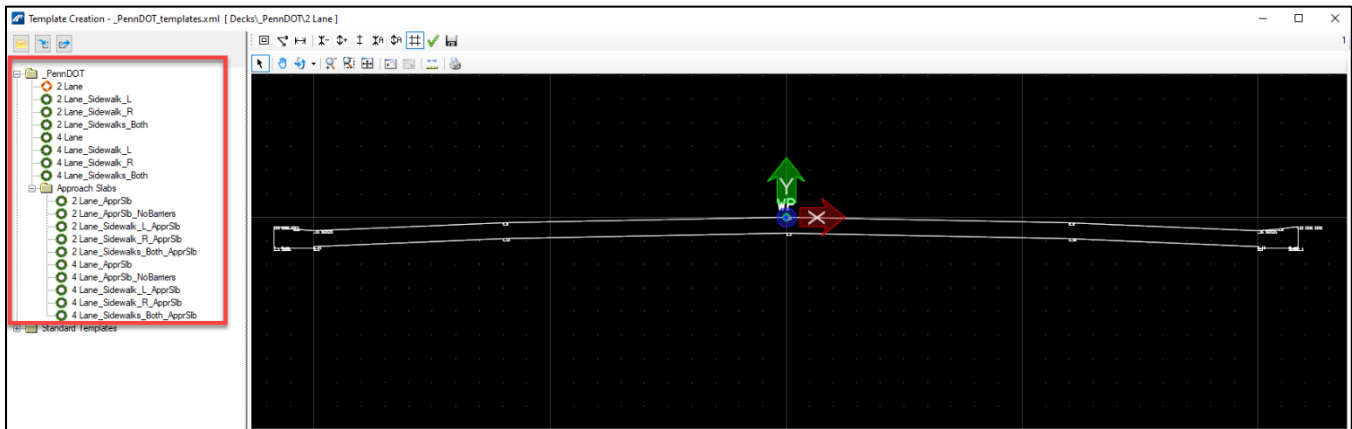 Template Creation - _PennDOT_templates.xml [ Decks\_PennDOT\2 Lane ]
1
_PennDOT
2 Lane
2 Lane_Sidewalk_L
2 Lane_Sidewalk_R
2 Lane_Sidewalks_Both
4 Lane
4 Lane_Sidewalk_L
4 Lane_Sidewalk_R
4 Lane_Sidewalks_Both
Approach Slabs
2 Lane_ApprSlb
2 Lane_ApprSlb_NoBarriers
2 Lane_Sidewalk_L_ApprSlb
2 Lane_Sidewalk_R_ApprSlb
2 Lane_Sidewalks_Both_ApprSlb
4 Lane_ApprSlb
4 Lane_ApprSlb_NoBarriers
4 Lane_Sidewalk_L_ApprSlb
4 Lane_Sidewalk_R_ApprSlb
4 Lane_Sidewalks_Both_ApprSlb
Standard Templates
Y
WP
X